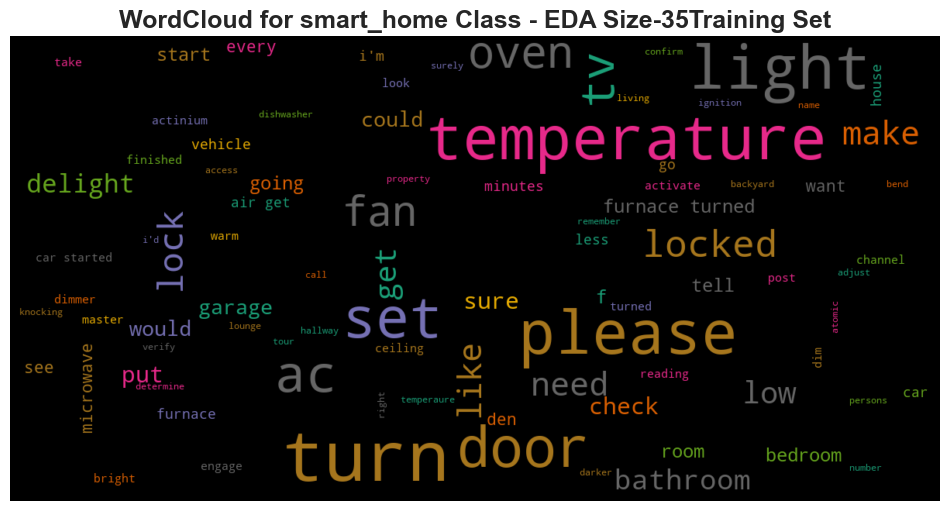 WordCloud for smart_home Class - EDA Size-35Training Set
take
start
every
i'm
oven
tv
confirm
light
house
surely
look
living
ignition
name
actinium
dishwasher
could
temperature
make
vehicle
finished
access
go
delight
going
property
minutes
activate
backyard
want
bend
air get
fan
furnace turned
remember
lock
i'd
warm
less
locked
car started
call
get
tell
post
channel
adjust
dimmer
garage
set
sure
f
turned
knocking
master
would
lounge
hallway
please
atomic
verify
tour
ceiling
dim
see
microwave
put
determine
ac
like
need
reading
low
car
furnace
right
temperaure
den
check
persons
turn
door
room
bedroom
bright
engage
darker
bathroom
number